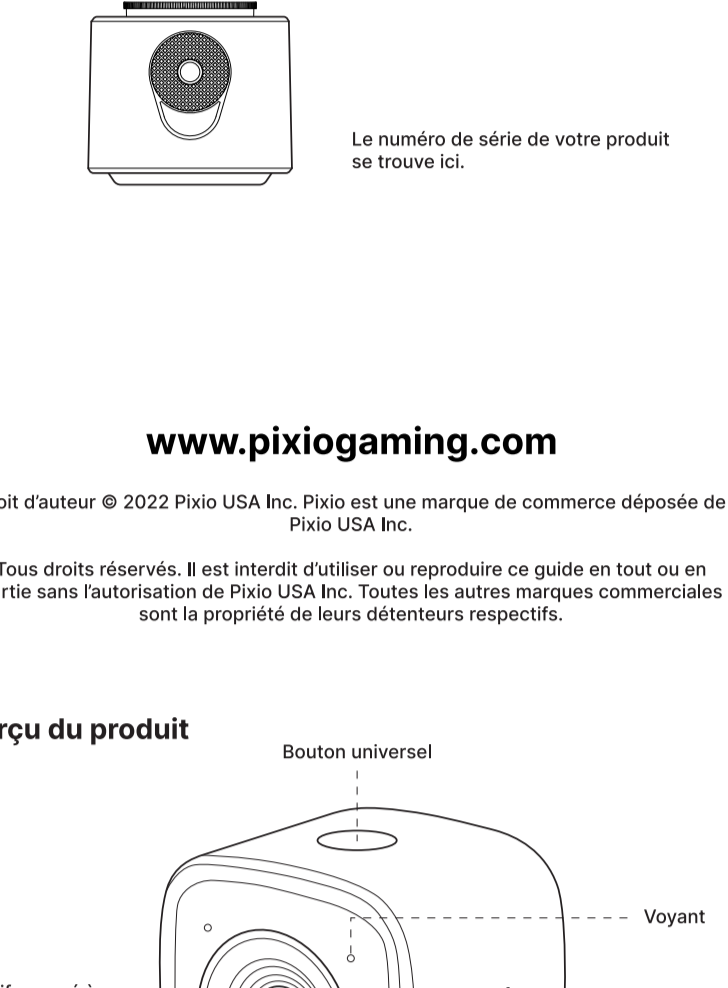 Le numéro de série de votre produit
se trouve ici.
www.pixiogaming.com
d’auteur © 2022 Pixio USA Inc. Pixio est une marque de commerce déposée de
Pixio USA Inc.
Tous droits réservés. Il est interdit d’utiliser ou reproduire ce guide en tout ou en
sans l’autorisation de Pixio USA Inc. Toutes les autres marques commerciales
sont la propriété de leurs détenteurs respectifs.
du produit
Bouton universel
Voyant